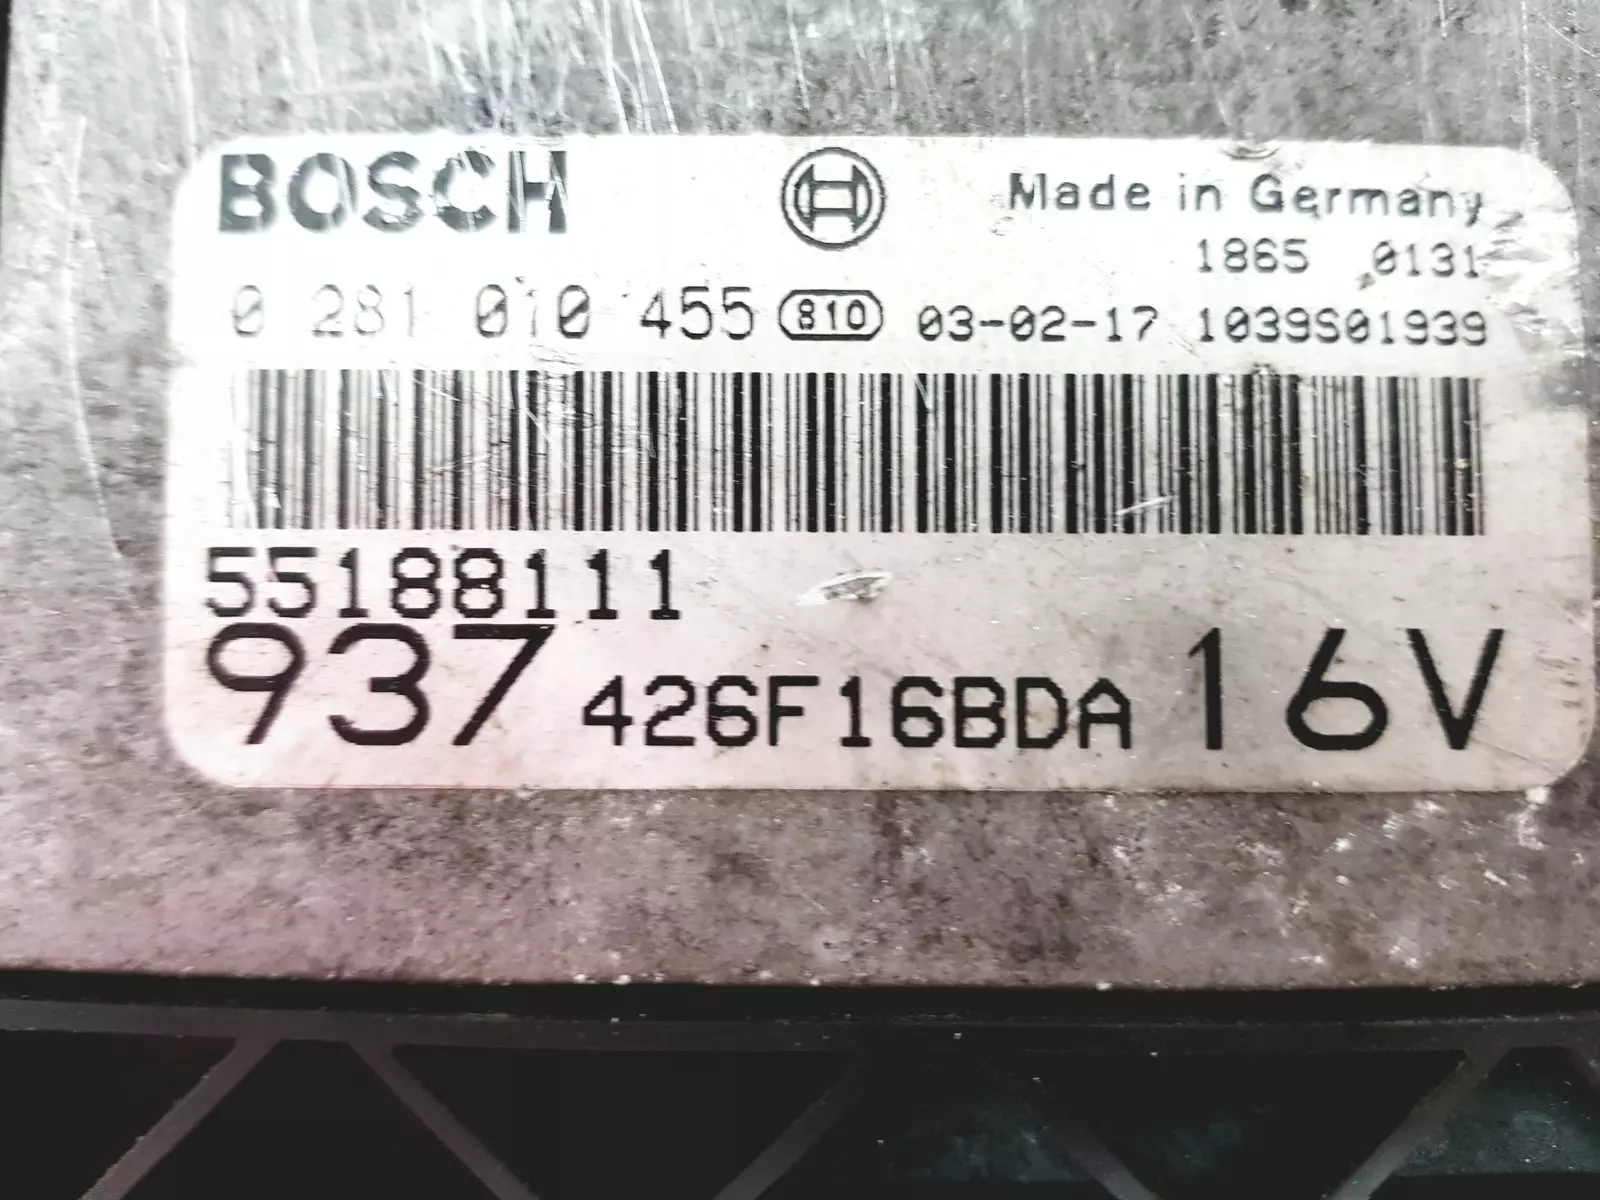 BOSCH
Made in Germany
1865 0131
0 281 010 455 810 03-02-17 1039S01939
55188111
937 426F16BDA 16V